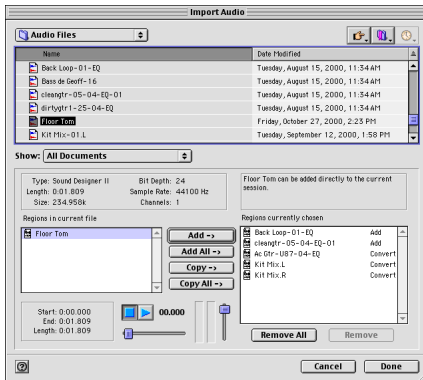 Import Audio
Audio Files
Name Date Modified
Back Loop-01-EQ Tuesday, August 15, 2000, 11:34 AM
Bass de Geoff-16 Tuesday, August 15, 2000, 11:34 AM
cleangtr-05-04-EQ-01 Tuesday, August 15, 2000, 11:34 AM
dirtygtr1-25-04-EQ Tuesday, August 15, 2000, 11:34 AM
Floor Tom Friday, October 27, 2000, 2:23 PM
Kit Mix-01.L Tuesday, September 12, 2000, 1:58 PM
Show: All Documents
Type: Sound Designer II Bit Depth: 24
Length: 0:01.809 Sample Rate: 44100 Hz
Size: 234.958k Channels: 1
Floor Tom can be added directly to the current
session.
Regions in current file
Floor Tom
Add ->
Add All ->
Copy ->
Copy All ->
Regions currently chosen
Back Loop-01-EQ Add
cleangtr-05-04-EQ-01 Add
Ac Gtr-U87-04-EQ Convert
Kit Mix.L Convert
Kit Mix.R Convert
Start: 0:00.000
End: 0:01.809
Length: 0:01.809
00.000
Remove All Remove
Cancel Done